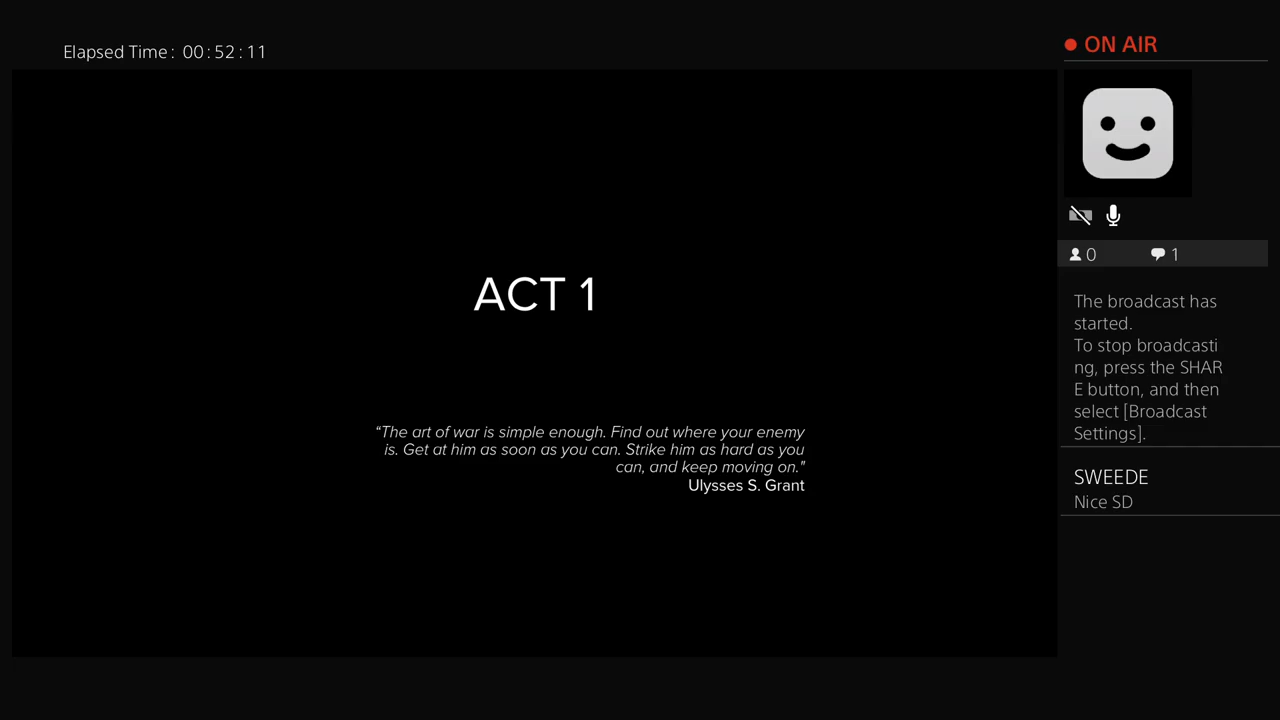 Elapsed Time: 00:52:11
ON AIR
0 1
ACT 1
The broadcast has
started.
To stop broadcasti
ng, press the SHAR
E button, and then
select [Broadcast
Settings].
“The art of war is simple enough. Find out where your enemy
is. Get at him as soon as you can. Strike him as hard as you
can, and keep moving on."
Ulysses S. Grant
SWEEDE
Nice SD